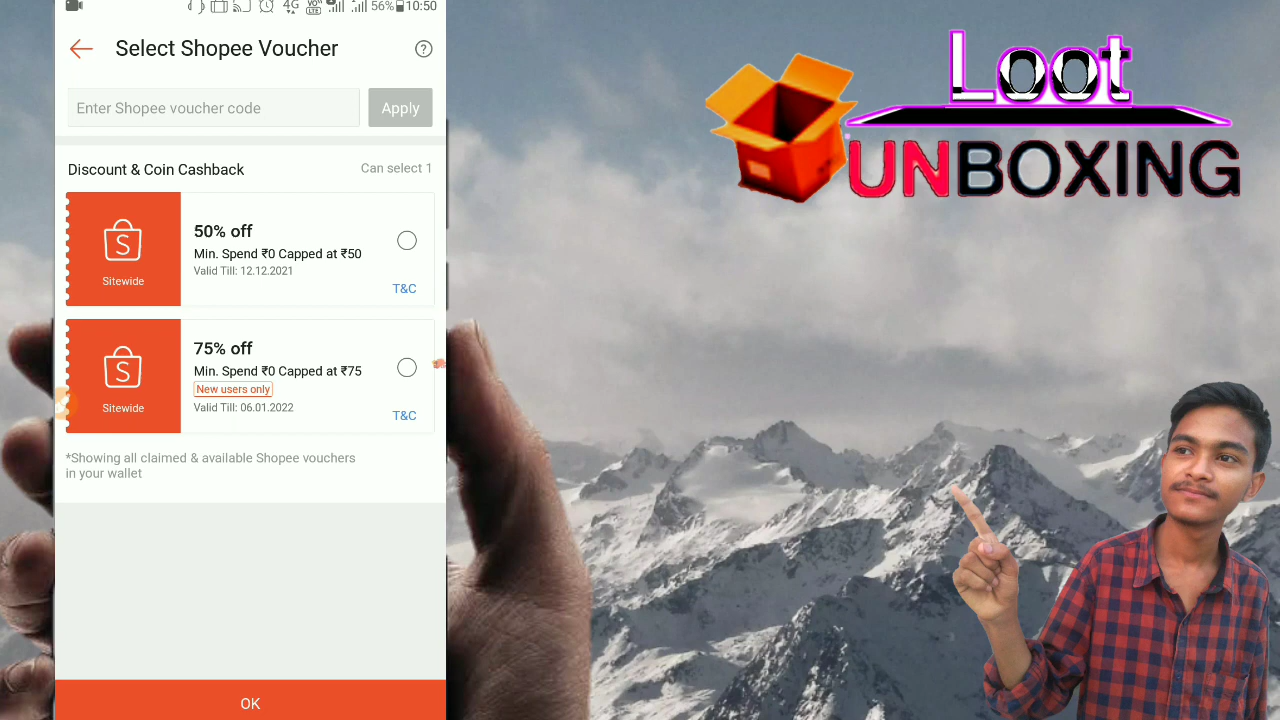 4G
VO))
LTE
56%
10:50
Select Shopee Voucher
?
Enter Shopee voucher code
Apply
Discount & Coin Cashback
Can select 1
50% off
Min. Spend ₹0 Capped at ₹50
Valid Till: 12.12.2021
S
Sitewide
T&C
75% off
Min. Spend ₹0 Capped at ₹75
New users only
Valid Till: 06.01.2022
S
Sitewide
T&C
*Showing all claimed & available Shopee vouchers
in your wallet
OK
Loot
UNBOXING